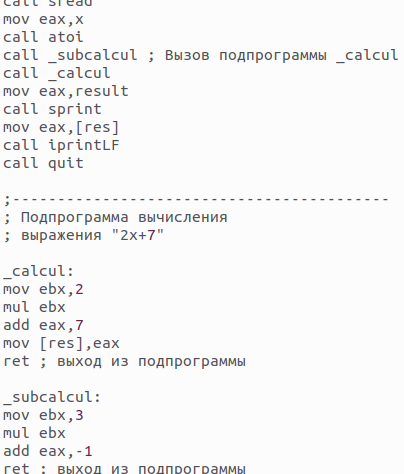 call sread
mov eax,x
call atoi
call _subcalcul ; Вызов подпрограммы _calcul
call _calcul
mov eax,result
call sprint
mov eax,[res]
call iprintLF
call quit
;------------------------------------------
; Подпрограмма вычисления
; выражения "2x+7"
_calcul:
mov ebx,2
mul ebx
add eax,7
mov [res],eax
ret ; выход из подпрограммы
_subcalcul:
mov ebx,3
mul ebx
add eax,-1
ret ; выход из подпрограммы